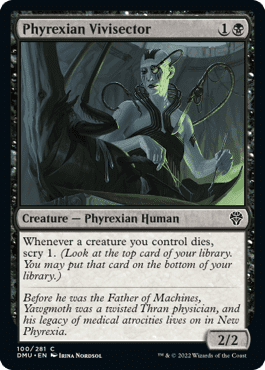 Phyrexian Vivisector 1
Creature — Phyrexian Human
Whenever a creature you control dies,
scry 1. (Look at the top card of your library.
You may put that card on the bottom of your
library.)
Before he was the Father of Machines,
Yawgmoth was a twisted Thran physician, and
his legacy of medical atrocities lives on in New
Phyrexia.
2/2
100/281 C
DMU • EN Irina Nordsol
™ & © 2022 Wizards of the Coast